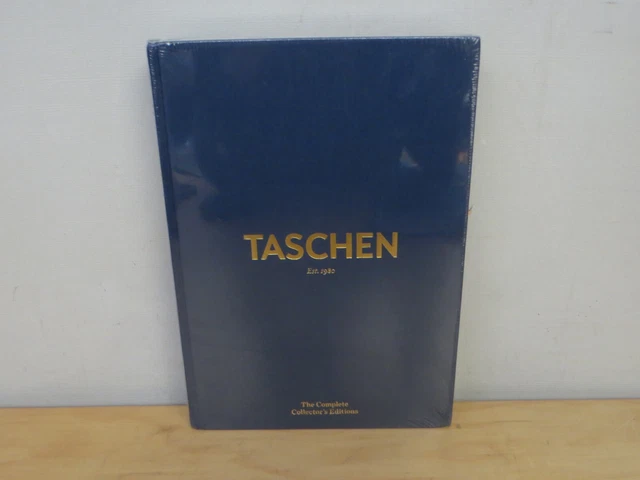 TASCHEN
Est. 1980
The Complete
Collector's Editions